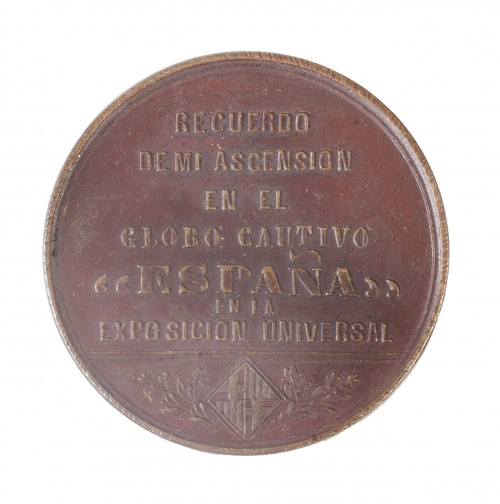 RECUERDO
DE MI ASCENSION
EN EL
GLOBO CAUTIVO
“ESPAÑA”
EN LA
EXPOSICION UNIVERSAL